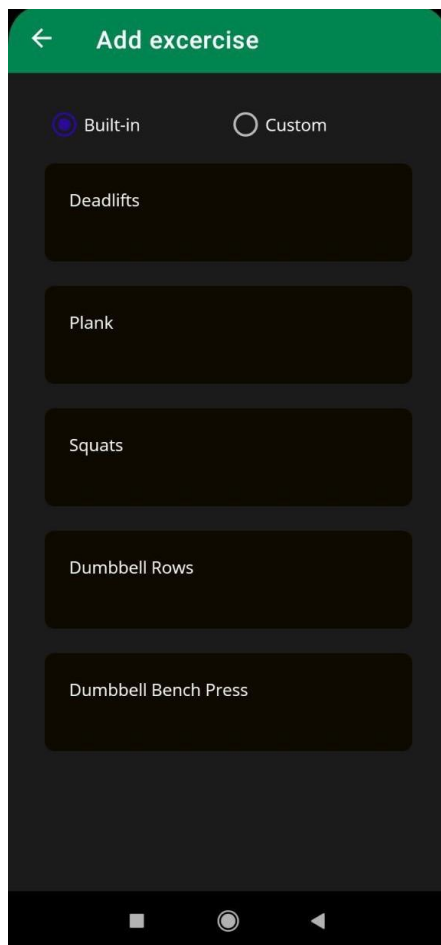 Add excercise
Built-in Custom
Deadlifts
Plank
Squats
Dumbbell Rows
Dumbbell Bench Press